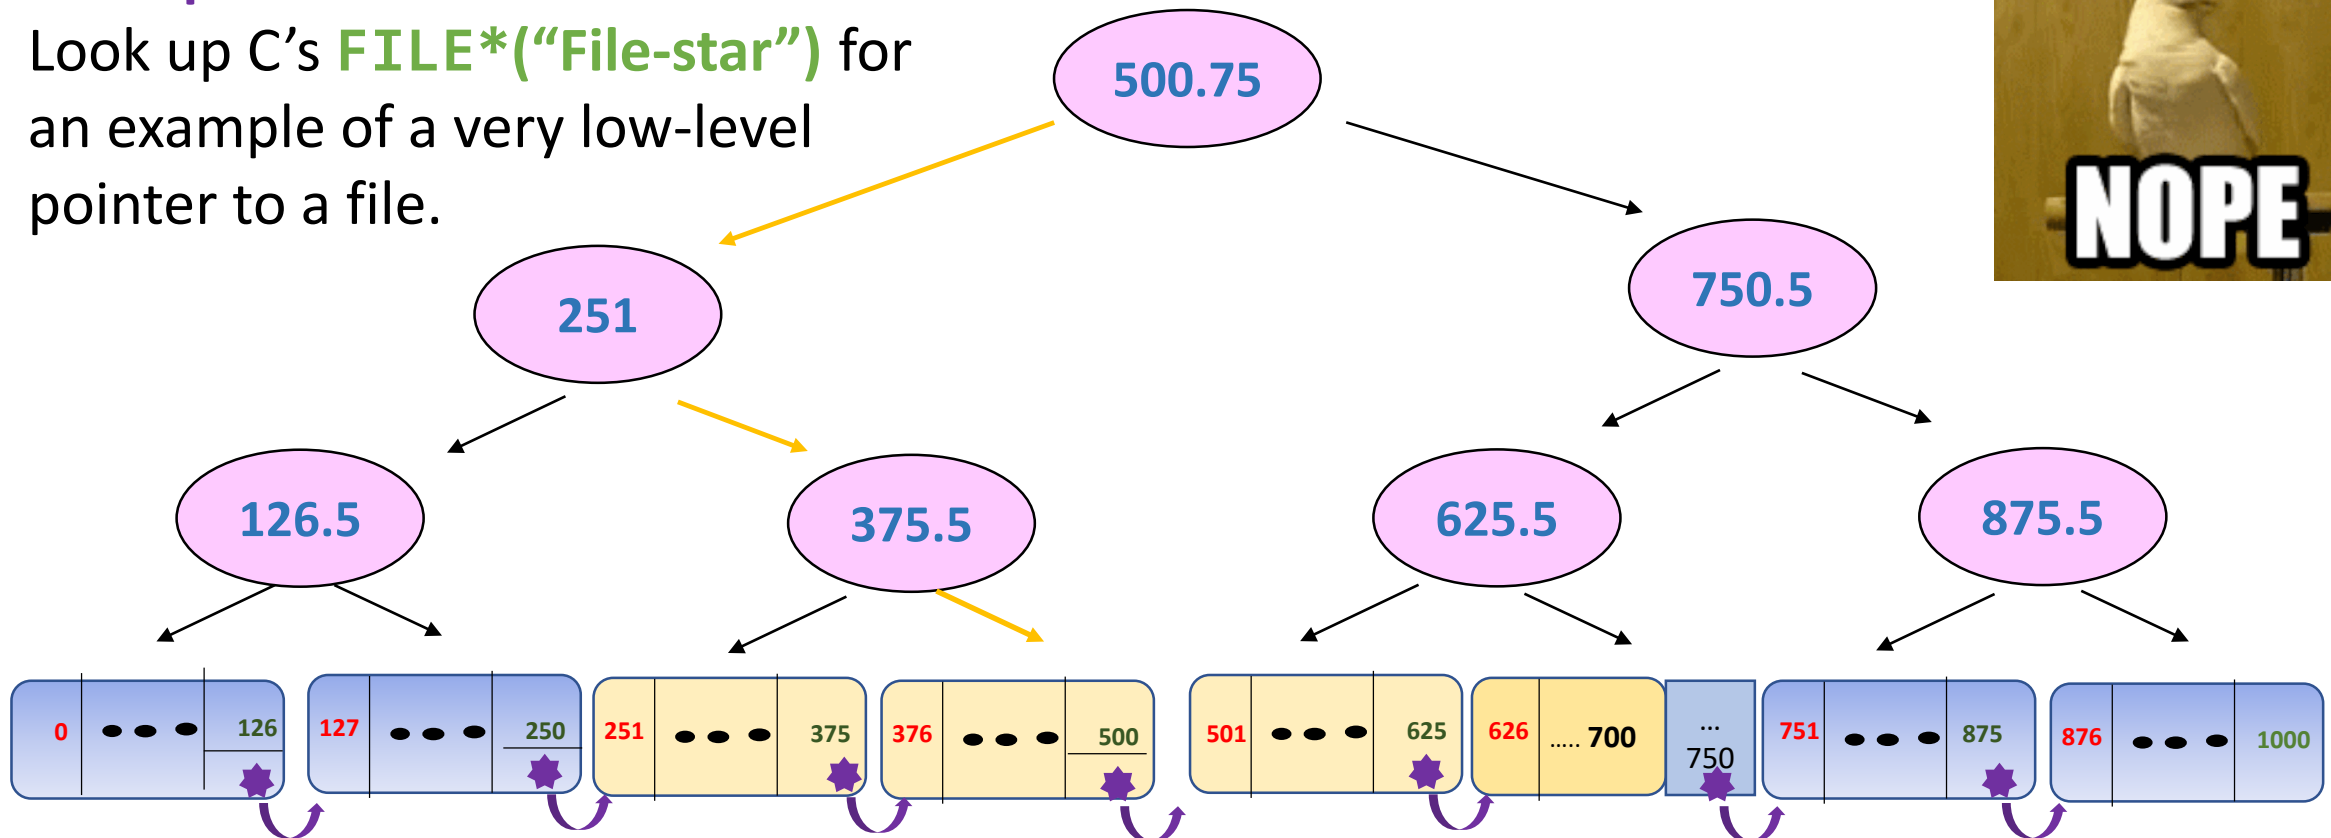 Look up C’s FILE*(“File-star”) for
an example of a very low-level
pointer to a file.
NOPE
500.75
251
750.5
126.5
375.5
625.5
875.5
0 126 127 250 251 375 376 500 501 625 626 ..... 700 ... 750 751 875 876 1000